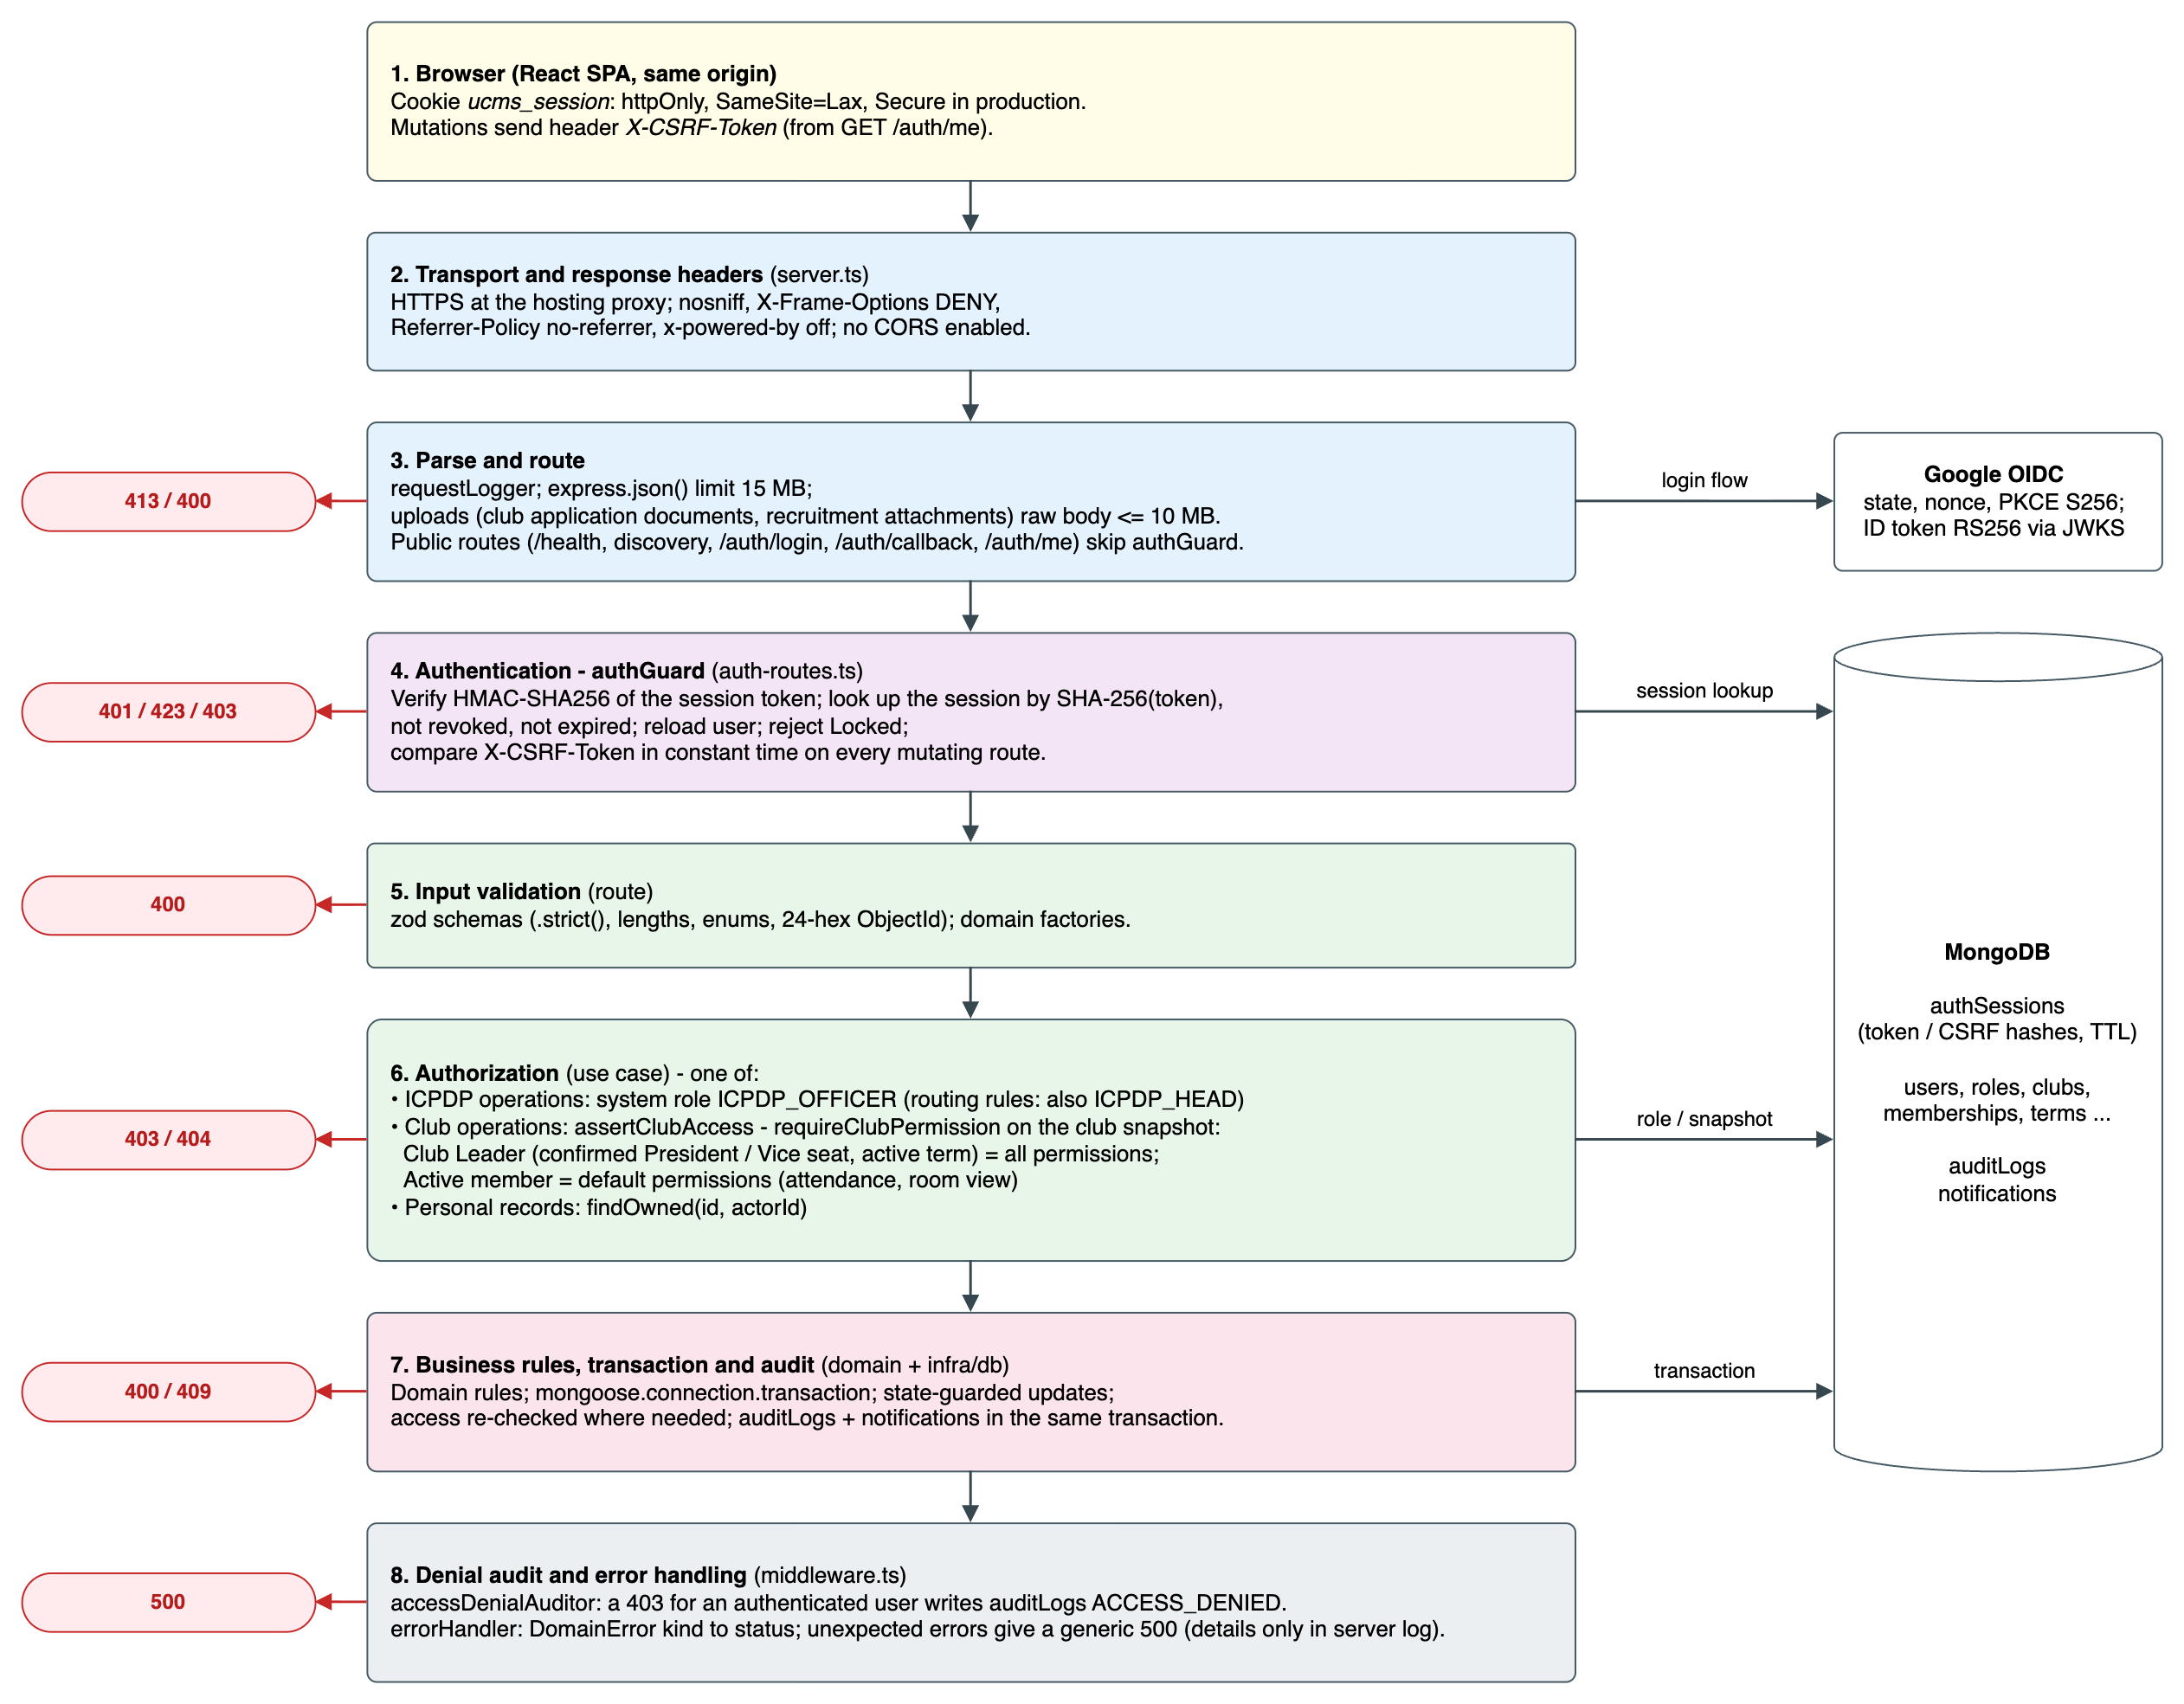 1. Browser (React SPA, same origin)
Cookie ucms_session: httpOnly, SameSite=Lax, Secure in production.
Mutations send header X-CSRF-Token (from GET /auth/me).
2. Transport and response headers (server.ts)
HTTPS at the hosting proxy; nosniff, X-Frame-Options DENY,
Referrer-Policy no-referrer, x-powered-by off; no CORS enabled.
413 / 400
3. Parse and route
requestLogger; express.json() limit 15 MB;
uploads (club application documents, recruitment attachments) raw body <= 10 MB.
Public routes (/health, discovery, /auth/login, /auth/callback, /auth/me) skip authGuard.
login flow
Google OIDC
state, nonce, PKCE S256;
ID token RS256 via JWKS
401 / 423 / 403
4. Authentication - authGuard (auth-routes.ts)
Verify HMAC-SHA256 of the session token; look up the session by SHA-256(token),
not revoked, not expired; reload user; reject Locked;
compare X-CSRF-Token in constant time on every mutating route.
session lookup
400
5. Input validation (route)
zod schemas (.strict(), lengths, enums, 24-hex ObjectId); domain factories.
MongoDB
authSessions
(token / CSRF hashes, TTL)
users, roles, clubs,
memberships, terms ...
auditLogs
notifications
403 / 404
6. Authorization (use case) - one of:
• ICPDP operations: system role ICPDP_OFFICER (routing rules: also ICPDP_HEAD)
• Club operations: assertClubAccess - requireClubPermission on the club snapshot:
Club Leader (confirmed President / Vice seat, active term) = all permissions;
Active member = default permissions (attendance, room view)
• Personal records: findOwned(id, actorId)
role / snapshot
400 / 409
7. Business rules, transaction and audit (domain + infra/db)
Domain rules; mongoose.connection.transaction; state-guarded updates;
access re-checked where needed; auditLogs + notifications in the same transaction.
transaction
500
8. Denial audit and error handling (middleware.ts)
accessDenialAuditor: a 403 for an authenticated user writes auditLogs ACCESS_DENIED.
errorHandler: DomainError kind to status; unexpected errors give a generic 500 (details only in server log).